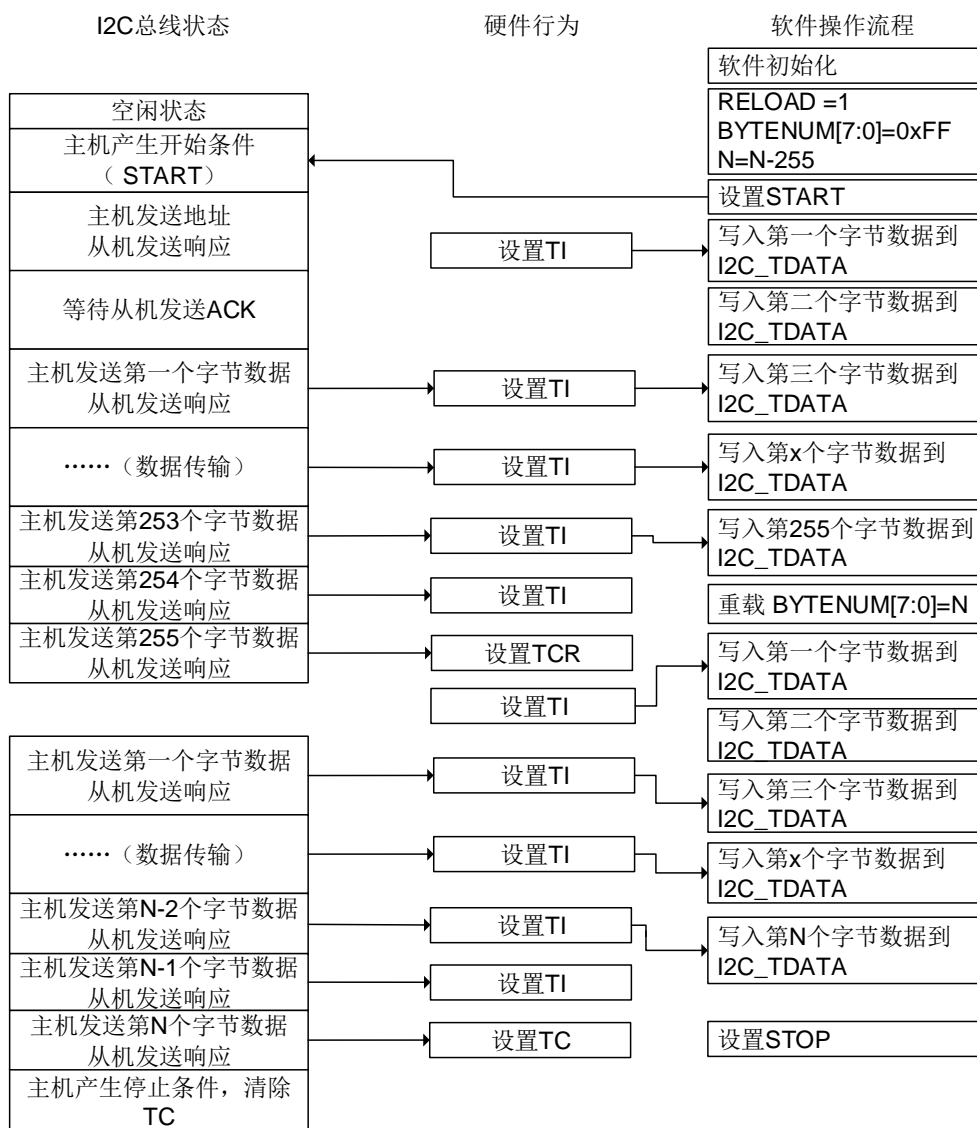 I2C总线状态
硬件行为
软件操作流程
软件初始化
空闲状态
RELOAD =1
BYTENUM[7:0]=0xFF
N=N-255
主机产生开始条件
（ START）
设置START
主机发送地址
从机发送响应
设置TI
写入第一个字节数据到
I2C_TDATA
等待从机发送ACK
写入第二个字节数据到
I2C_TDATA
主机发送第一个字节数据
从机发送响应
设置TI
写入第三个字节数据到
I2C_TDATA
……（数据传输）
设置TI
写入第x个字节数据到
I2C_TDATA
主机发送第253个字节数据
从机发送响应
设置TI
写入第255个字节数据到
I2C_TDATA
主机发送第254个字节数据
从机发送响应
设置TI
重载 BYTENUM[7:0]=N
主机发送第255个字节数据
从机发送响应
设置TCR
写入第一个字节数据到
I2C_TDATA
设置TI
写入第二个字节数据到
I2C_TDATA
主机发送第一个字节数据
从机发送响应
设置TI
写入第三个字节数据到
I2C_TDATA
……（数据传输）
设置TI
写入第x个字节数据到
I2C_TDATA
主机发送第N-2个字节数据
从机发送响应
设置TI
写入第N个字节数据到
I2C_TDATA
主机发送第N-1个字节数据
从机发送响应
设置TI
主机发送第N个字节数据
从机发送响应
设置TC
设置STOP
主机产生停止条件，清除
TC